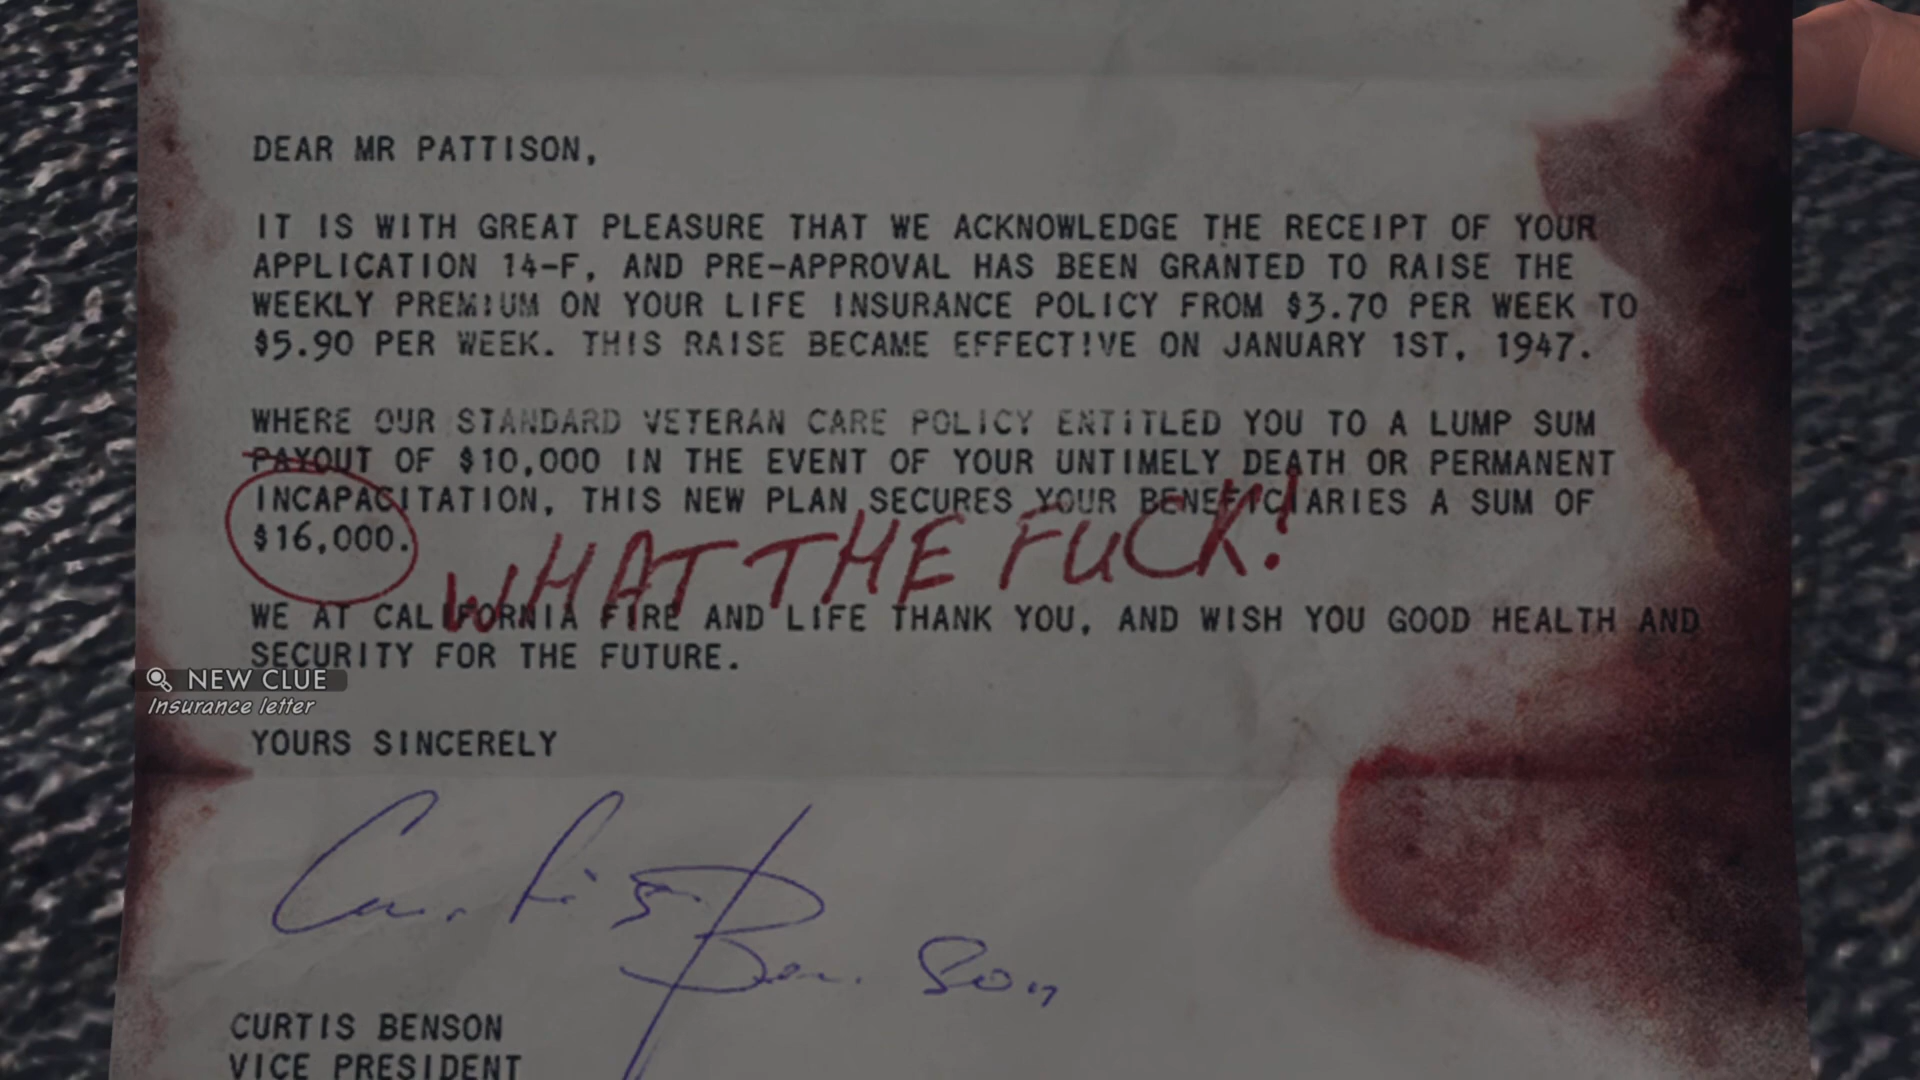 DEAR MR PATTISON,
IT IS WITH GREAT PLEASURE THAT WE ACKNOWLEDGE THE RECEIPT OF YOUR
APPLICATION 14-F, AND PRE-APPROVAL HAS BEEN GRANTED TO RAISE THE
WEEKLY PREMIUM ON YOUR LIFE INSURANCE POLICY FROM $3.70 PER WEEK TO
$5.90 PER WEEK. THIS RAISE BECAME EFFECTIVE ON JANUARY 1ST, 1947.
WHERE OUR STANDARD VETERAN CARE POLICY ENTITLED YOU TO A LUMP SUM
PAYOUT OF $10,000 IN THE EVENT OF YOUR UNTIMELY DEATH OR PERMANENT
INCAPACITATION, THIS NEW PLAN SECURES YOUR BENEFICIARIES A SUM OF
$16,000.
WHAT THE FUCK!
WE AT CALIFORNIA FIRE AND LIFE THANK YOU, AND WISH YOU GOOD HEALTH AND
SECURITY FOR THE FUTURE.
NEW CLUE
Insurance letter
YOURS SINCERELY
Curtis Benson
CURTIS BENSON
VICE PRESIDENT